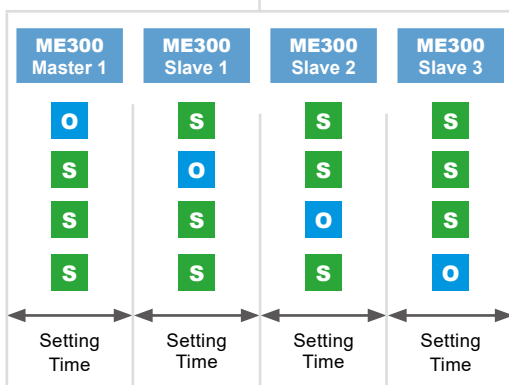 ME300 ME300 ME300 ME300
Master 1 Slave 1 Slave 2 Slave 3
O S S S
S O S S
S S O S
S S S O
Setting Setting Setting Setting
Time Time Time Time